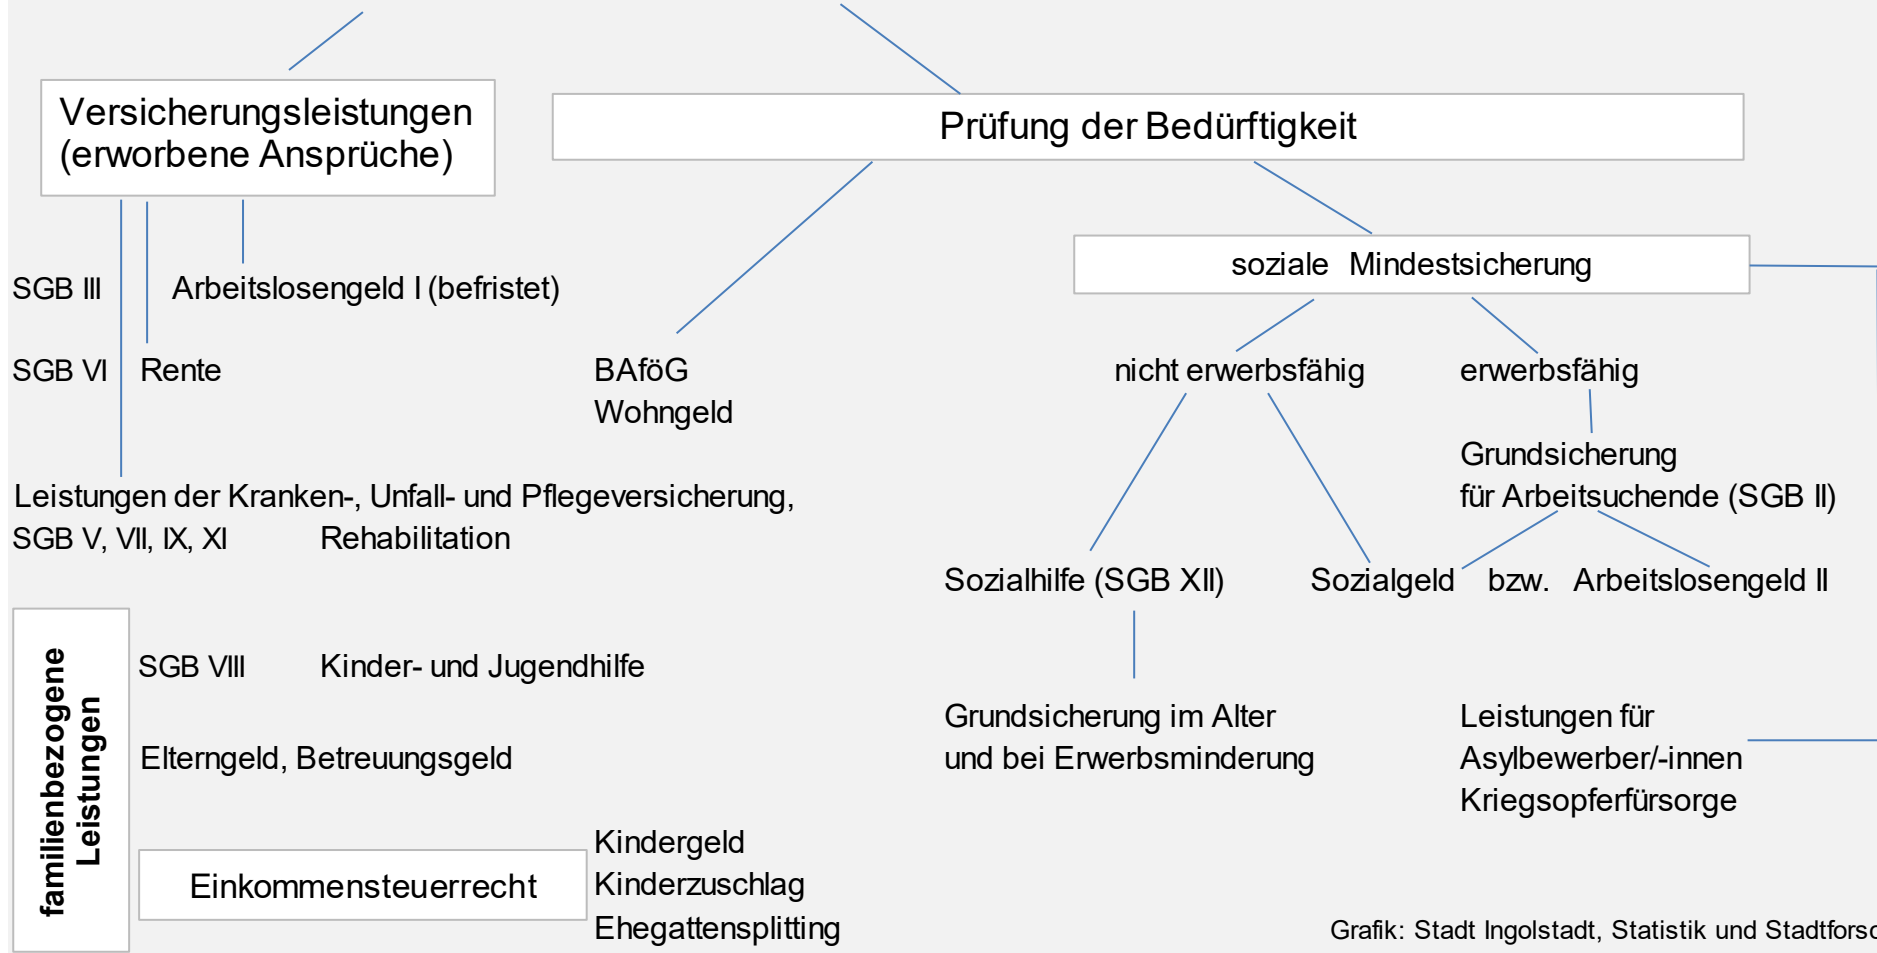 Versicherungsleistungen
(erworbene Ansprüche)
Prüfung der Bedürftigkeit
soziale Mindestsicherung
SGB III Arbeitslosengeld I (befristet)
SGB VI Rente
BAföG
Wohngeld
nicht erwerbsfähig
erwerbsfähig
Grundsicherung
für Arbeitsuchende (SGB II)
Leistungen der Kranken-, Unfall- und Pflegeversicherung,
SGB V, VII, IX, XI Rehabilitation
Sozialhilfe (SGB XII)
Sozialgeld bzw. Arbeitslosengeld II
familienbezogene
Leistungen
SGB VIII Kinder- und Jugendhilfe
Elterngeld, Betreuungsgeld
Grundsicherung im Alter
und bei Erwerbsminderung
Leistungen für
Asylbewerber/-innen
Kriegsopferfürsorge
Einkommensteuerrecht
Kindergeld
Kinderzuschlag
Ehegattensplitting
Grafik: Stadt Ingolstadt, Statistik und